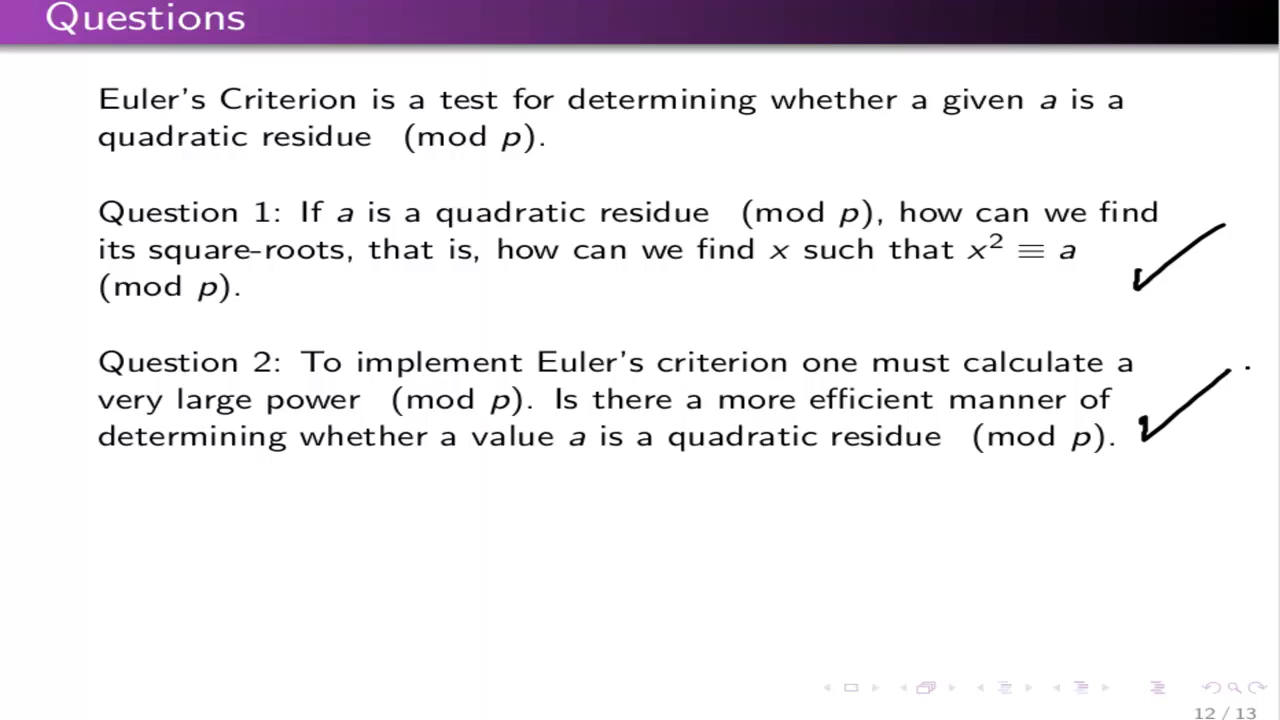 Questions
Euler's Criterion is a test for determining whether a given a is a
quadratic residue (mod p).
Question 1: If a is a quadratic residue (mod p), how can we find
its square-roots, that is, how can we find x such that x² ≡ a
(mod p).
Question 2: To implement Euler's criterion one must calculate a
very large power (mod p). Is there a more efficient manner of
determining whether a value a is a quadratic residue (mod p).
12 / 13